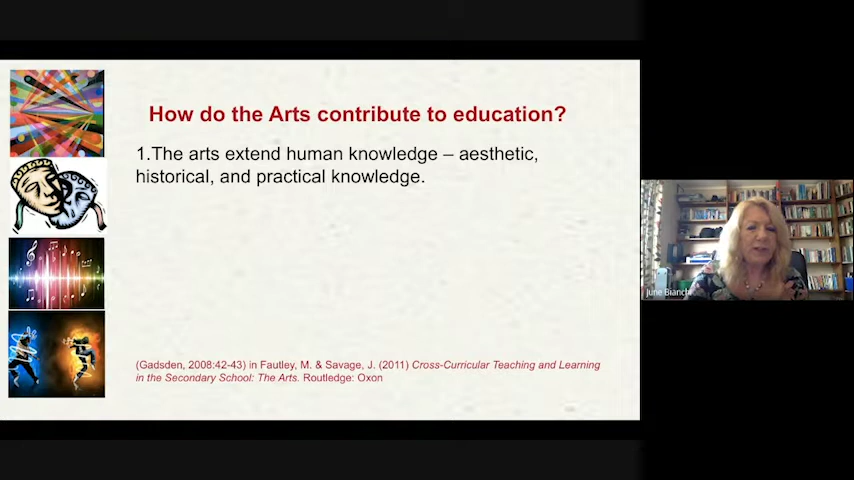 How do the Arts contribute to education?
1.The arts extend human knowledge – aesthetic,
historical, and practical knowledge.
(Gadsden, 2008:42-43) in Fautley, M. & Savage, J. (2011) Cross-Curricular Teaching and Learning
in the Secondary School: The Arts. Routledge: Oxon
June Bianchi